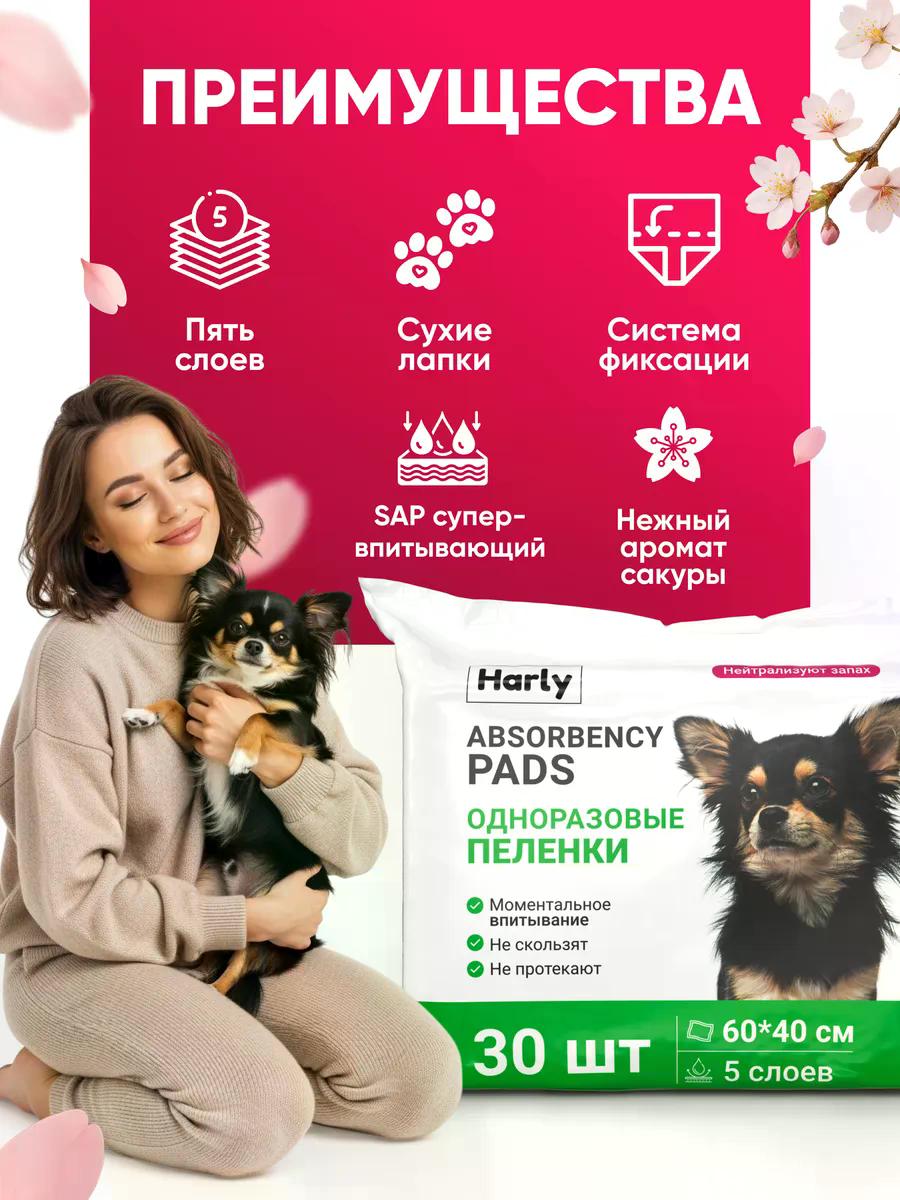 ПРЕИМУЩЕСТВА
5
Пять
слоев
Сухие
лапки
Система
фиксации
SAP супер-
впитывающий
Нежный
аромат
сакуры
Harly
Нейтрализуют запах
ABSORBENCY
PADS
ОДНОРАЗОВЫЕ
ПЕЛЕНКИ
Моментальное
впитывание
Не скользят
Не протекают
30 шт
60*40 см
5 слоев